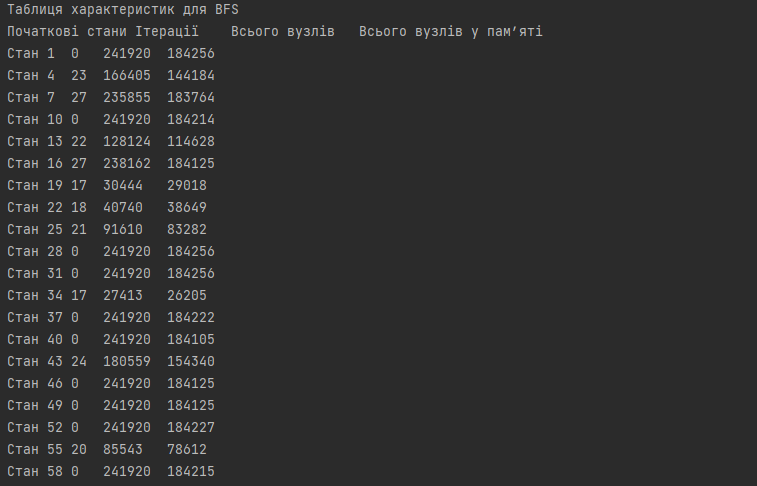 Таблиця характеристик для BFS
Початкові стани Ітерації    Всього вузлів   Всього вузлів у пам’яті
Стан 1  0   241920  184256
Стан 4  23  166405  144184
Стан 7  27  235855  183764
Стан 10 0   241920  184214
Стан 13 22  128124  114628
Стан 16 27  238162  184125
Стан 19 17  30444   29018
Стан 22 18  40740   38649
Стан 25 21  91610   83282
Стан 28 0   241920  184256
Стан 31 0   241920  184256
Стан 34 17  27413   26205
Стан 37 0   241920  184222
Стан 40 0   241920  184105
Стан 43 24  180559  154340
Стан 46 0   241920  184125
Стан 49 0   241920  184125
Стан 52 0   241920  184227
Стан 55 20  85543   78612
Стан 58 0   241920  184215